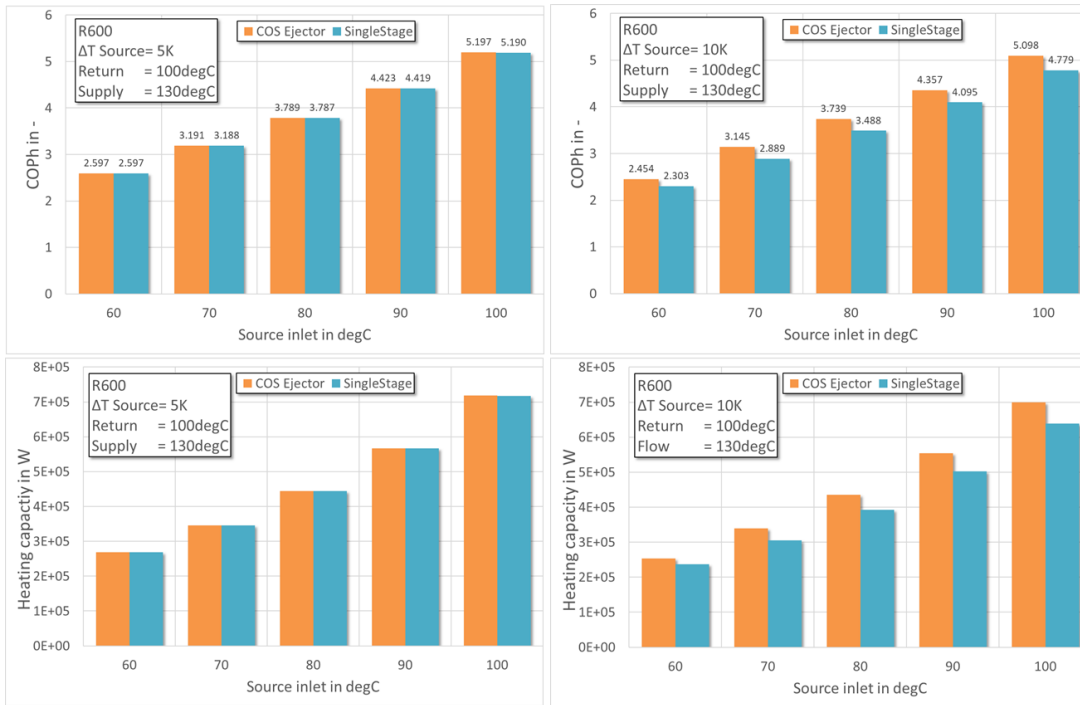 R600
ΔT Source= 5K
Return = 100degC
Supply = 130degC
COS Ejector SingleStage
COPh in -
6
5
4
3
2
1
0
2.597 2.597
3.191 3.188
3.789 3.787
4.423 4.419
5.197 5.190
60 70 80 90 100
Source inlet in degC
R600
ΔT Source= 10K
Return = 100degC
Supply = 130degC
COS Ejector SingleStage
COPh in -
6
5
4
3
2
1
0
2.454 2.303
3.145 2.889
3.739 3.488
4.357 4.095
5.098 4.779
60 70 80 90 100
Source inlet in degC
R600
ΔT Source= 5K
Return = 100degC
Supply = 130degC
COS Ejector SingleStage
Heating capactiy in W
8E+05
7E+05
6E+05
5E+05
4E+05
3E+05
2E+05
1E+05
0E+00
60 70 80 90 100
Source inlet in degC
R600
ΔT Source= 10K
Return = 100degC
Flow = 130degC
COS Ejector SingleStage
Heating capacity in W
8E+05
7E+05
6E+05
5E+05
4E+05
3E+05
2E+05
1E+05
0E+00
60 70 80 90 100
Source inlet in degC